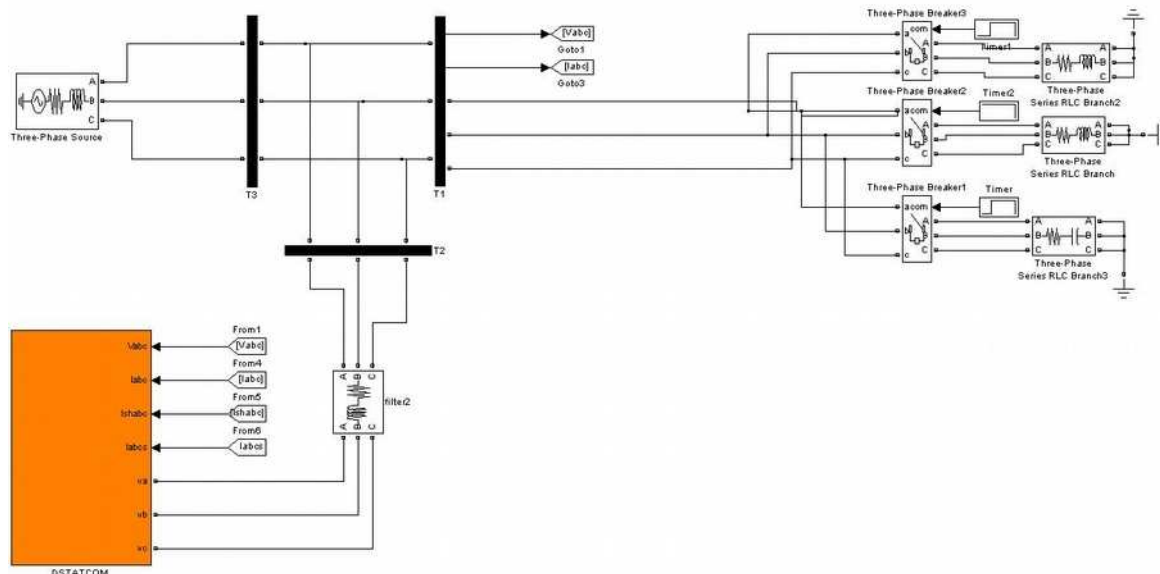 Three-Phase Breaker3
[Vabc]
Goto1
[Iabc]
Goto3
a com
b
c
Timer1
A A
B B
C C
Three-Phase
Series RLC Branch2
A
B
C
Three-Phase Source
T3
T1
Three-Phase Breaker2
Timer2
a com
b
c
A A
B B
C C
Three-Phase
Series RLC Branch
Three-Phase Breaker1
Timer
a com
b
c
A A
B B
C C
Three-Phase
Series RLC Branch3
T2
From1
Vabc
[Vabc]
From4
Iabc
[Iabc]
From5
Ishabc
[Ishabc]
From6
Iabcs
Iabcs
A B C
filter2
A B C
va
vb
vc
DSTATCOM